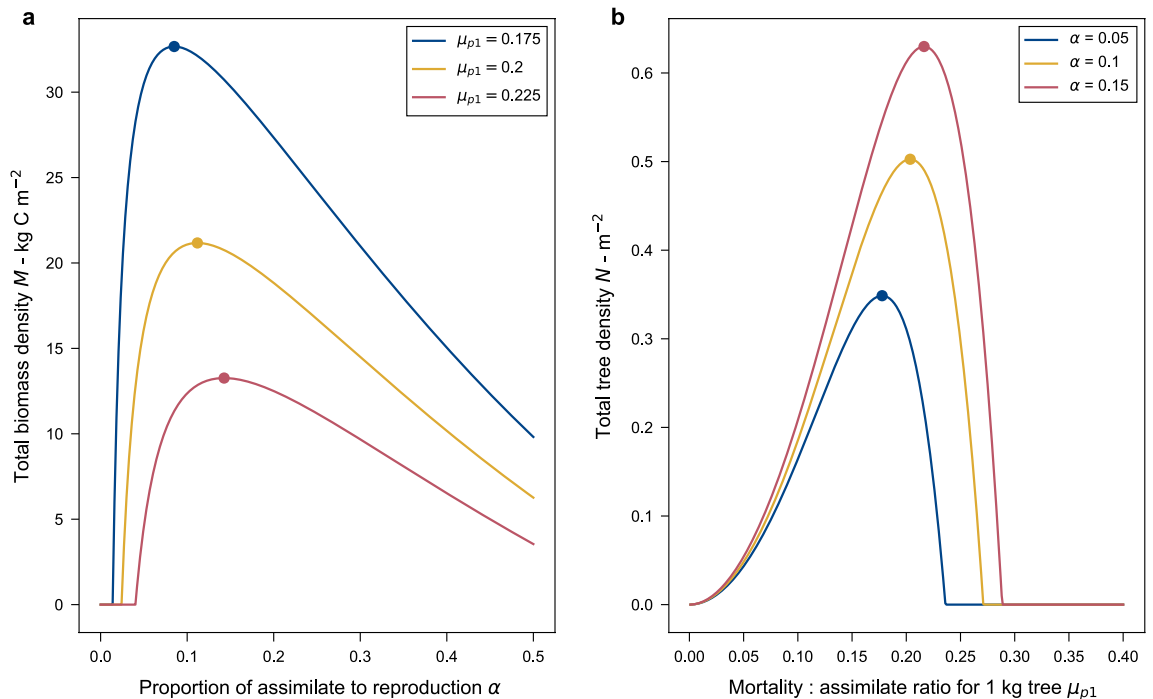 a
Total biomass density M - kg C m⁻²
30
25
20
15
10
5
0
0.0 0.1 0.2 0.3 0.4 0.5
Proportion of assimilate to reproduction α
μₚ₁ = 0.175
μₚ₁ = 0.2
μₚ₁ = 0.225
b
Total tree density N - m⁻²
0.6
0.5
0.4
0.3
0.2
0.1
0.0
0.00 0.05 0.10 0.15 0.20 0.25 0.30 0.35 0.40
Mortality : assimilate ratio for 1 kg tree μₚ₁
α = 0.05
α = 0.1
α = 0.15